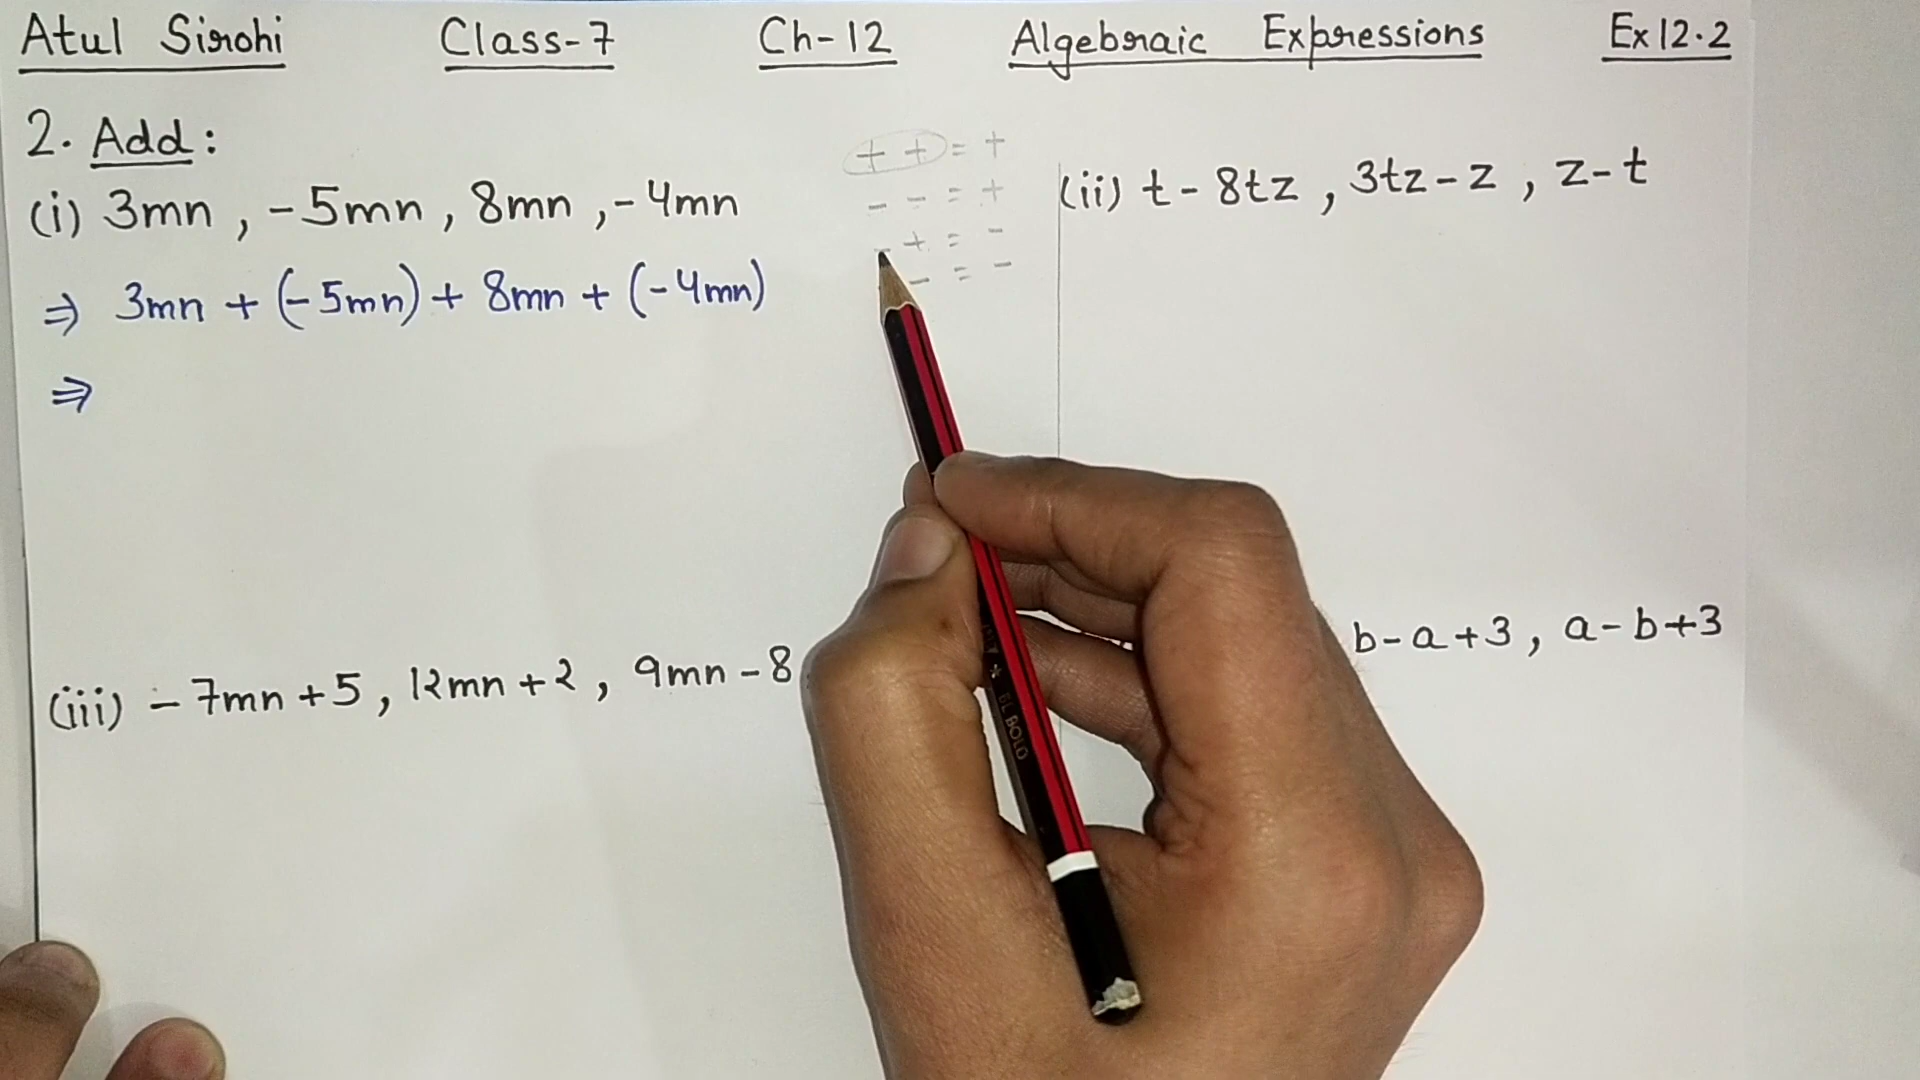 Atul Sirohi Class-7 Ch-12 Algebraic Expressions Ex 12.2
2. Add:
(i) 3mn, -5mn, 8mn, -4mn
⇒ 3mn + (-5mn) + 8mn + (-4mn)
⇒
+ + = +
- - = +
- + = -
- = -
(ii) t - 8tz, 3tz - z, z - t
(iii) - 7mn + 5, 12mn + 2, 9mn - 8
b - a + 3, a - b + 3
BOLD